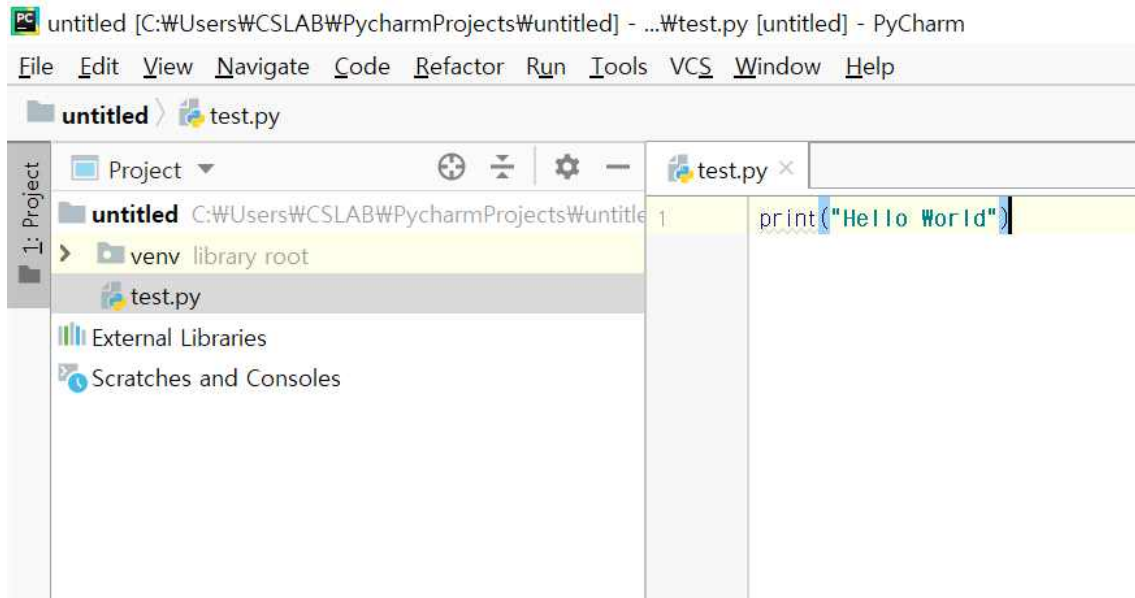 PC untitled [C:₩Users₩CSLAB₩PycharmProjects₩untitled] - ...₩test.py [untitled] - PyCharm
File Edit View Navigate Code Refactor Run Tools VCS Window Help
untitled test.py
1: Project
Project
test.py
untitled C:₩Users₩CSLAB₩PycharmProjects₩untitle
venv library root
test.py
External Libraries
Scratches and Consoles
1 print("Hello World")